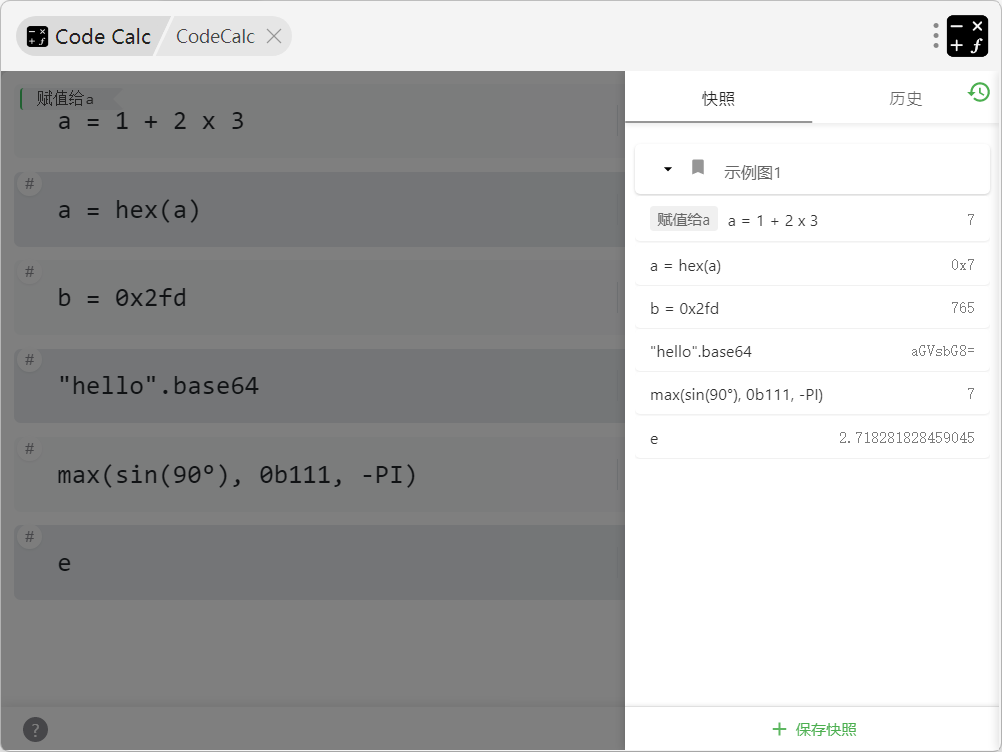 Code Calc
CodeCalc
赋值给a
a = 1 + 2 x 3
#
a = hex(a)
#
b = 0x2fd
#
"hello".base64
#
max(sin(90°), 0b111, -PI)
#
e
?
快照
历史
示例图1
赋值给a a = 1 + 2 x 3 7
a = hex(a) 0x7
b = 0x2fd 765
"hello".base64 aGVsbG8=
max(sin(90°), 0b111, -PI) 7
e 2.718281828459045
+ 保存快照